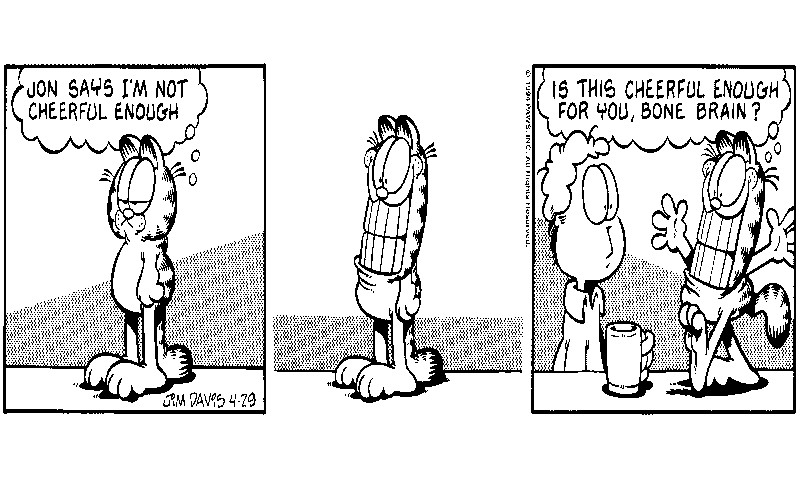 JON SAYS I'M NOT
CHEERFUL ENOUGH
JIM DAVIS 4-29
IS THIS CHEERFUL ENOUGH
FOR YOU, BONE BRAIN?